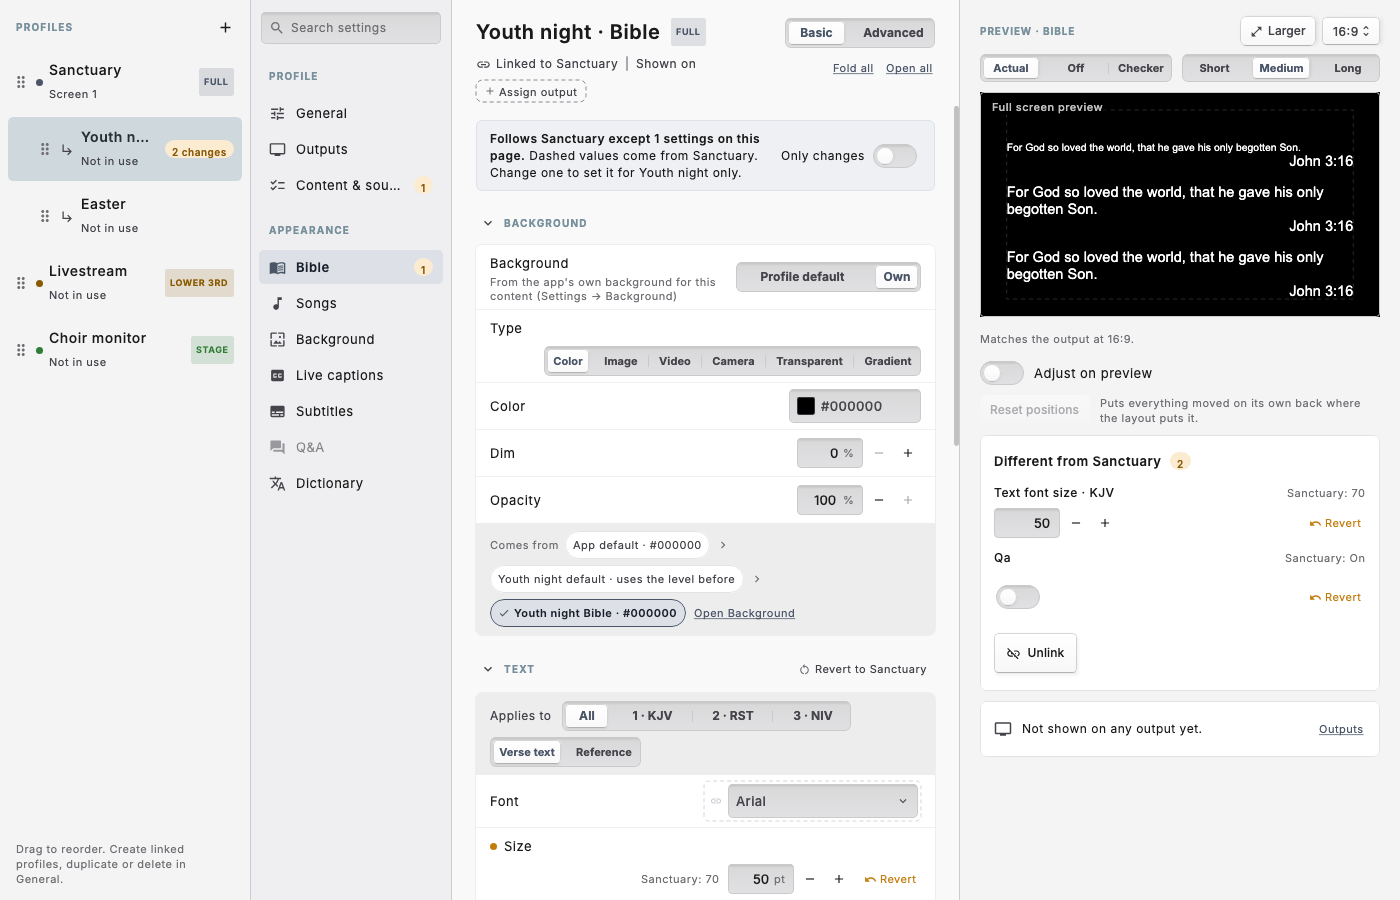 PROFILES
Sanctuary
Screen 1
FULL
Youth n...
Not in use
2 changes
Easter
Not in use
Livestream
Not in use
LOWER 3RD
Choir monitor
Not in use
STAGE
Drag to reorder. Create linked
profiles, duplicate or delete in
General.
Search settings
PROFILE
General
Outputs
Content & sou...
1
APPEARANCE
Bible
1
Songs
Background
Live captions
Subtitles
Q&A
Dictionary
Youth night · Bible
FULL
Basic
Advanced
Linked to Sanctuary | Shown on
+ Assign output
Fold all
Open all
Follows Sanctuary except 1 settings on this
page. Dashed values come from Sanctuary.
Change one to set it for Youth night only.
Only changes
BACKGROUND
Background
From the app's own background for this
content (Settings → Background)
Profile default
Own
Type
Color
Image
Video
Camera
Transparent
Gradient
Color
#000000
Dim
0 %
Opacity
100 %
Comes from
App default · #000000
Youth night default · uses the level before
Youth night Bible · #000000
Open Background
TEXT
Revert to Sanctuary
Applies to
All
1 · KJV
2 · RST
3 · NIV
Verse text
Reference
Font
Arial
Size
Sanctuary: 70
50 pt
Revert
PREVIEW · BIBLE
Larger
16:9
Actual
Off
Checker
Short
Medium
Long
Full screen preview
For God so loved the world, that he gave his only begotten Son.
John 3:16
For God so loved the world, that he gave his only
begotten Son.
John 3:16
For God so loved the world, that he gave his only
begotten Son.
John 3:16
Matches the output at 16:9.
Adjust on preview
Reset positions
Puts everything moved on its own back where
the layout puts it.
Different from Sanctuary
2
Text font size · KJV
Sanctuary: 70
50
Revert
Qa
Sanctuary: On
Revert
Unlink
Not shown on any output yet.
Outputs